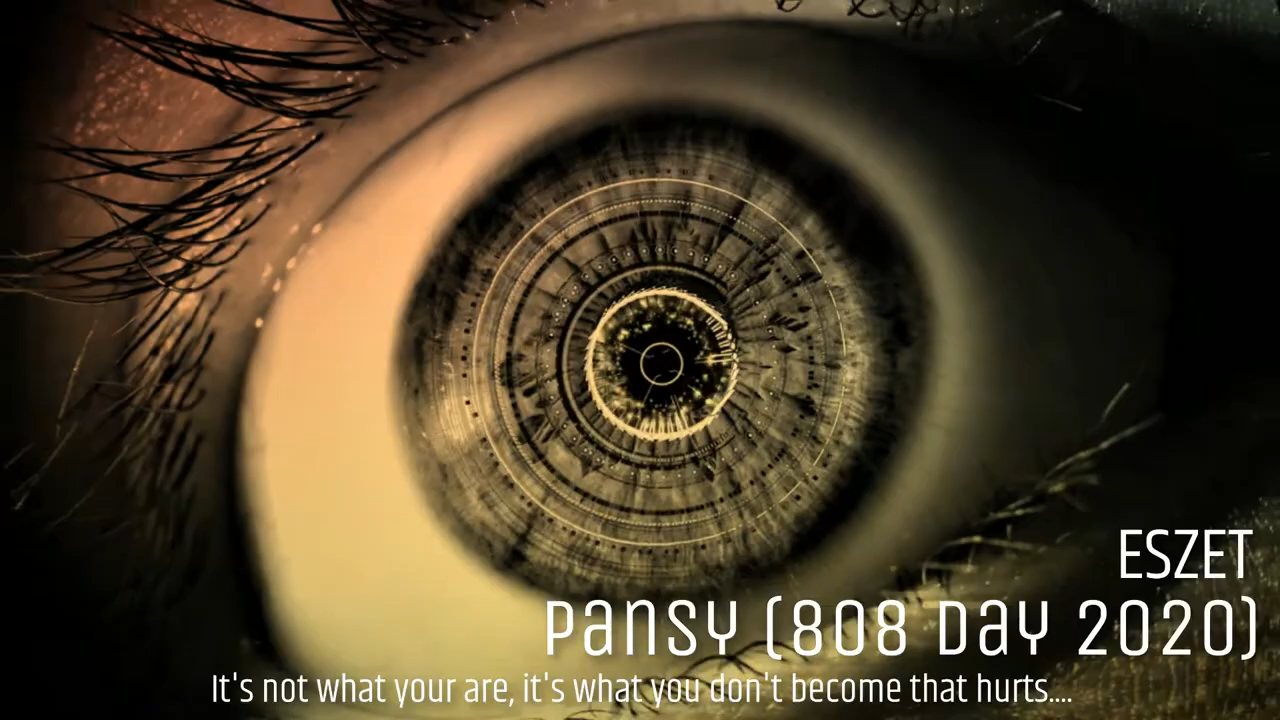 ESZET
Pansy (808 Day 2020)
It's not what your are, it's what you don't become that hurts....